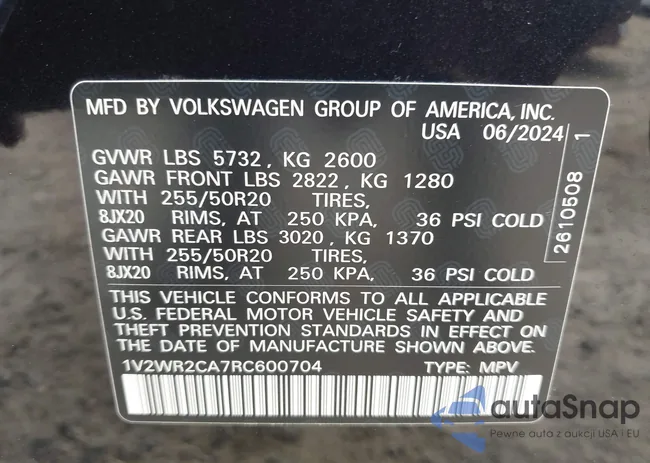 MFD BY VOLKSWAGEN GROUP OF AMERICA, INC.
USA 06/2024
GVWR LBS 5732, KG 2600
GAWR FRONT LBS 2822, KG 1280
WITH 255/50R20 TIRES,
8JX20 RIMS, AT 250 KPA, 36 PSI COLD
GAWR REAR LBS 3020, KG 1370
WITH 255/50R20 TIRES,
8JX20 RIMS, AT 250 KPA, 36 PSI COLD
THIS VEHICLE CONFORMS TO ALL APPLICABLE
U.S. FEDERAL MOTOR VEHICLE SAFETY AND
THEFT PREVENTION STANDARDS IN EFFECT ON
THE DATE OF MANUFACTURE SHOWN ABOVE.
1V2WR2CA7RC600704 TYPE: MPV
2610508 1
autoSnap
Pewne auta z aukcji USA i EU